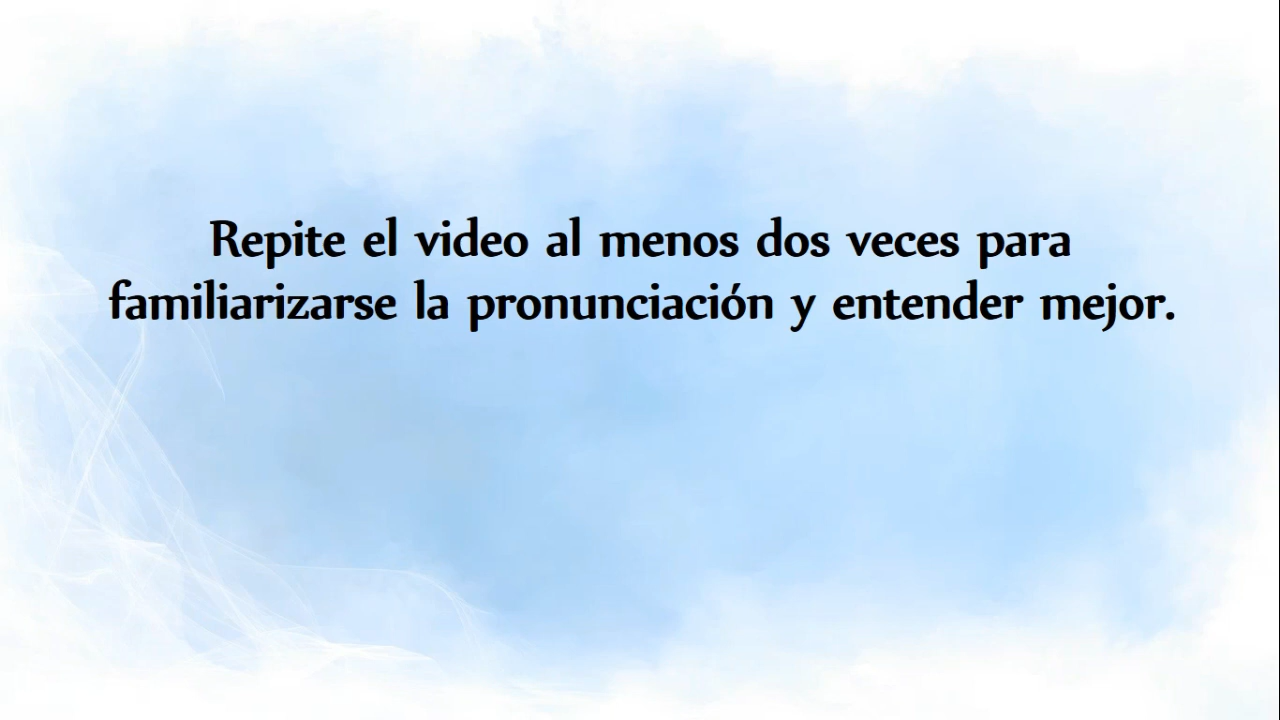 Repite el video al menos dos veces para
familiarizarse la pronunciación y entender mejor.